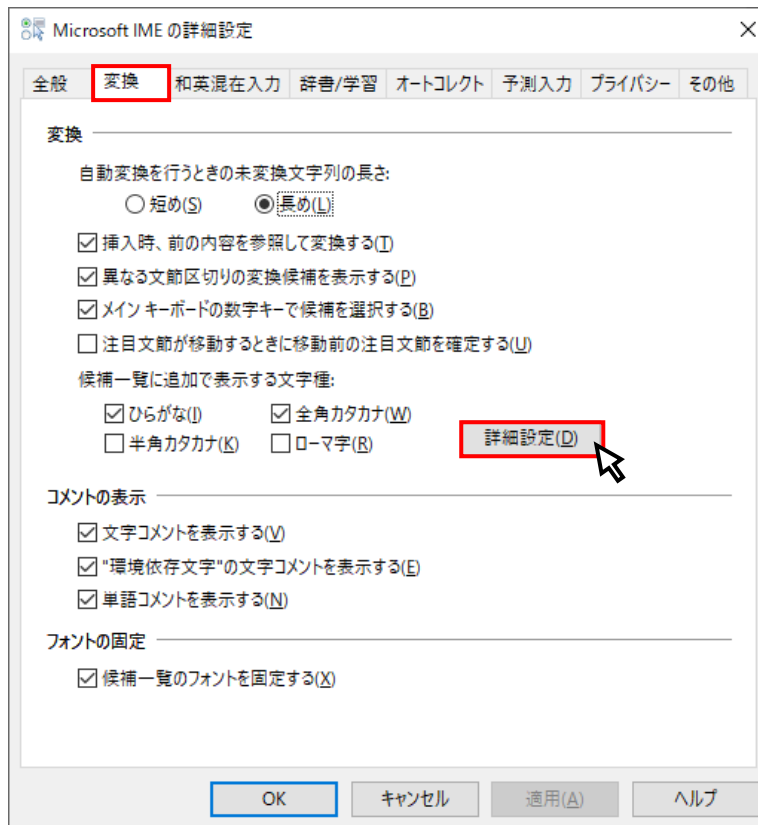 Microsoft IME の詳細設定
全般 変換 和英混在入力 辞書/学習 オートコレクト 予測入力 プライバシー その他
変換
自動変換を行うときの未変換文字列の長さ:
短め(S) 長め(L)
挿入時、前の内容を参照して変換する(T)
異なる文節区切りの変換候補を表示する(P)
メイン キーボードの数字キーで候補を選択する(B)
注目文節が移動するときに移動前の注目文節を確定する(U)
候補一覧に追加で表示する文字種:
ひらがな(I) 全角カタカナ(W)
半角カタカナ(K) ローマ字(R) 詳細設定(D)
コメントの表示
文字コメントを表示する(V)
"環境依存文字"の文字コメントを表示する(E)
単語コメントを表示する(N)
フォントの固定
候補一覧のフォントを固定する(X)
OK キャンセル 適用(A) ヘルプ